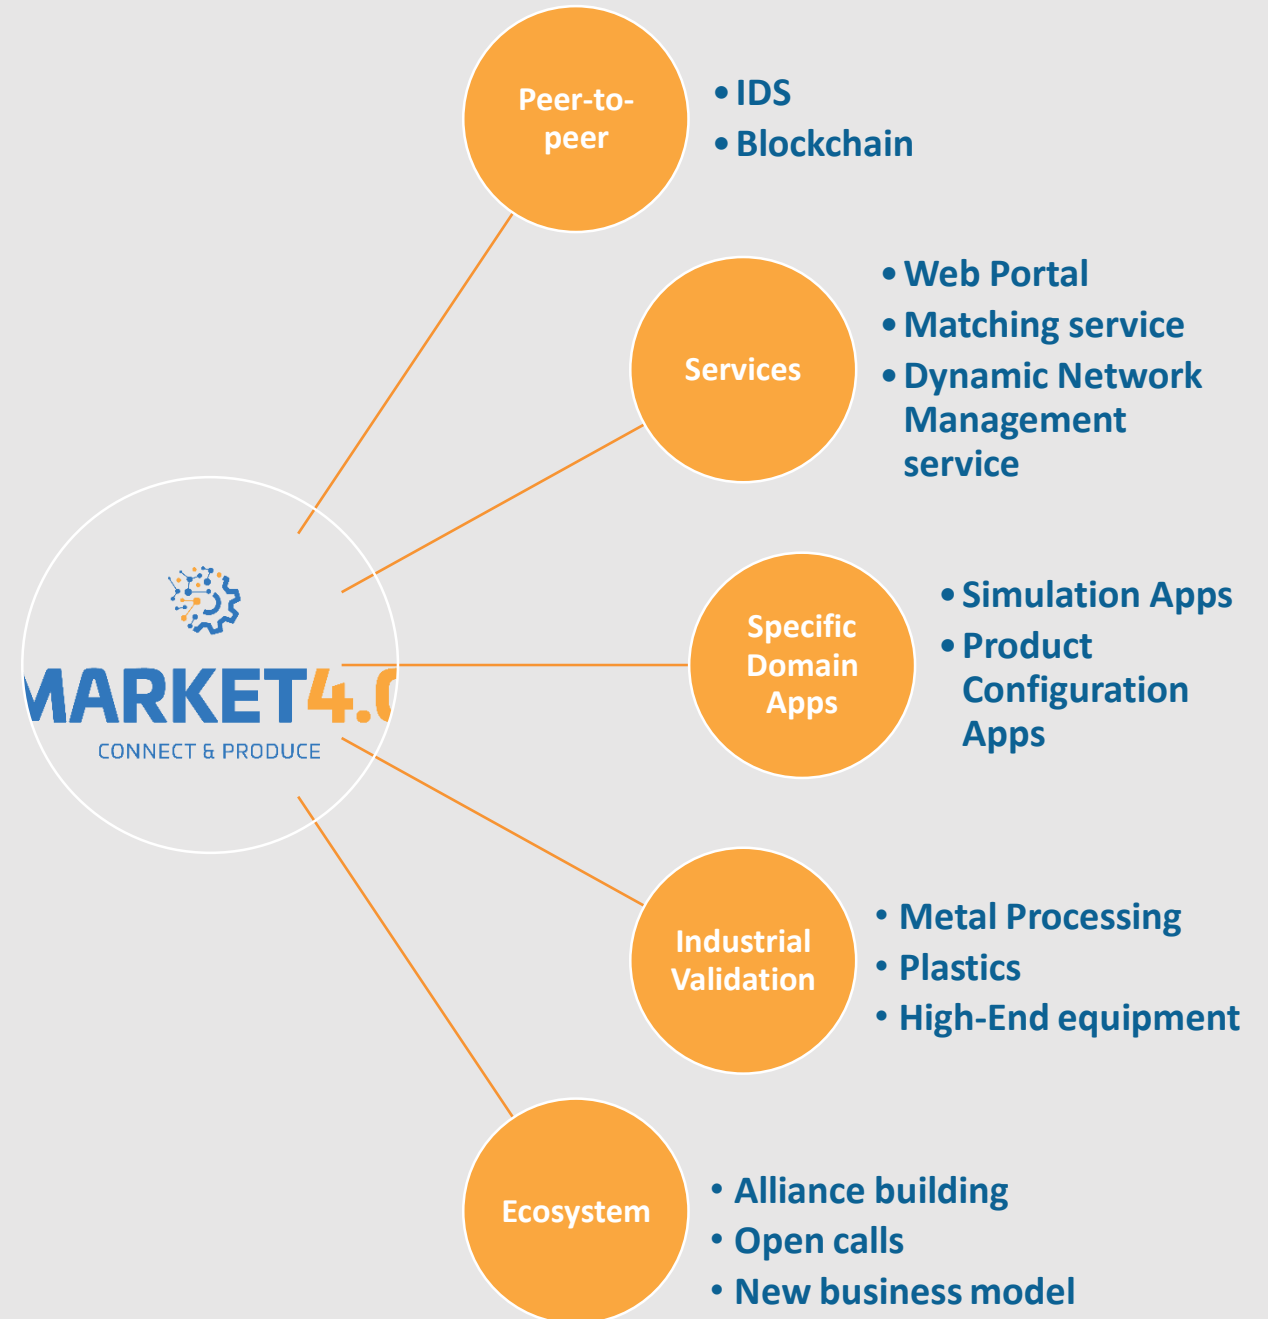 Peer-to-
peer
• IDS
• Blockchain
Services
• Web Portal
• Matching service
• Dynamic Network
Management
service
MARKET4.0
CONNECT & PRODUCE
Specific
Domain
Apps
• Simulation Apps
• Product
Configuration
Apps
Industrial
Validation
• Metal Processing
• Plastics
• High-End equipment
Ecosystem
• Alliance building
• Open calls
• New business model